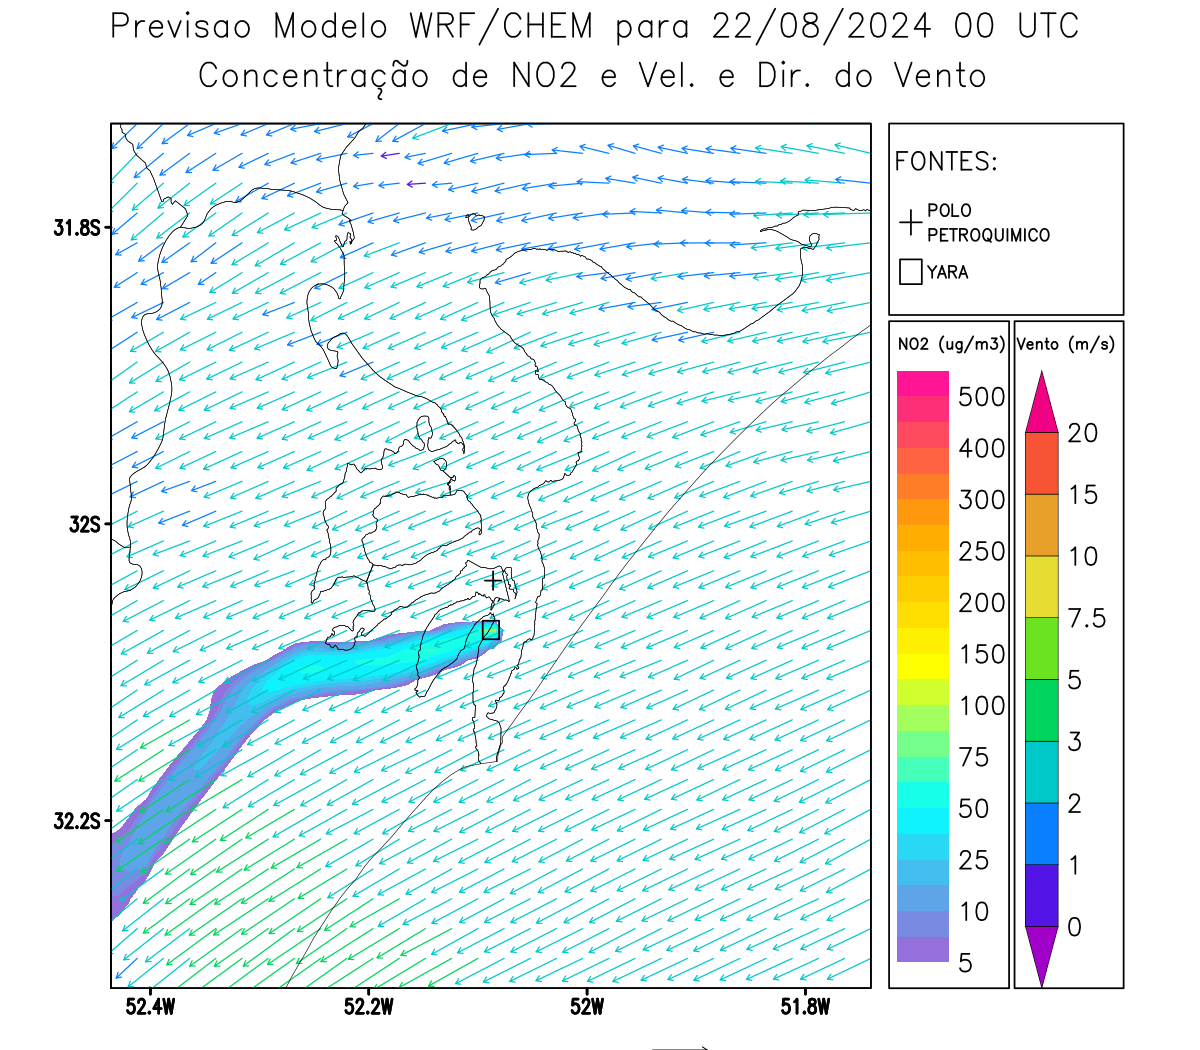 Previsao Modelo WRF/CHEM para 22/08/2024 00 UTC
Concentração de NO2 e Vel. e Dir. do Vento
FONTES:
POLO
PETROQUIMICO
YARA
31.8S
32S
32.2S
52.4W
52.2W
52W
51.8W
NO2 (ug/m3)
500
400
300
250
200
150
100
75
50
25
10
5
Vento (m/s)
20
15
10
7.5
5
3
2
1
0